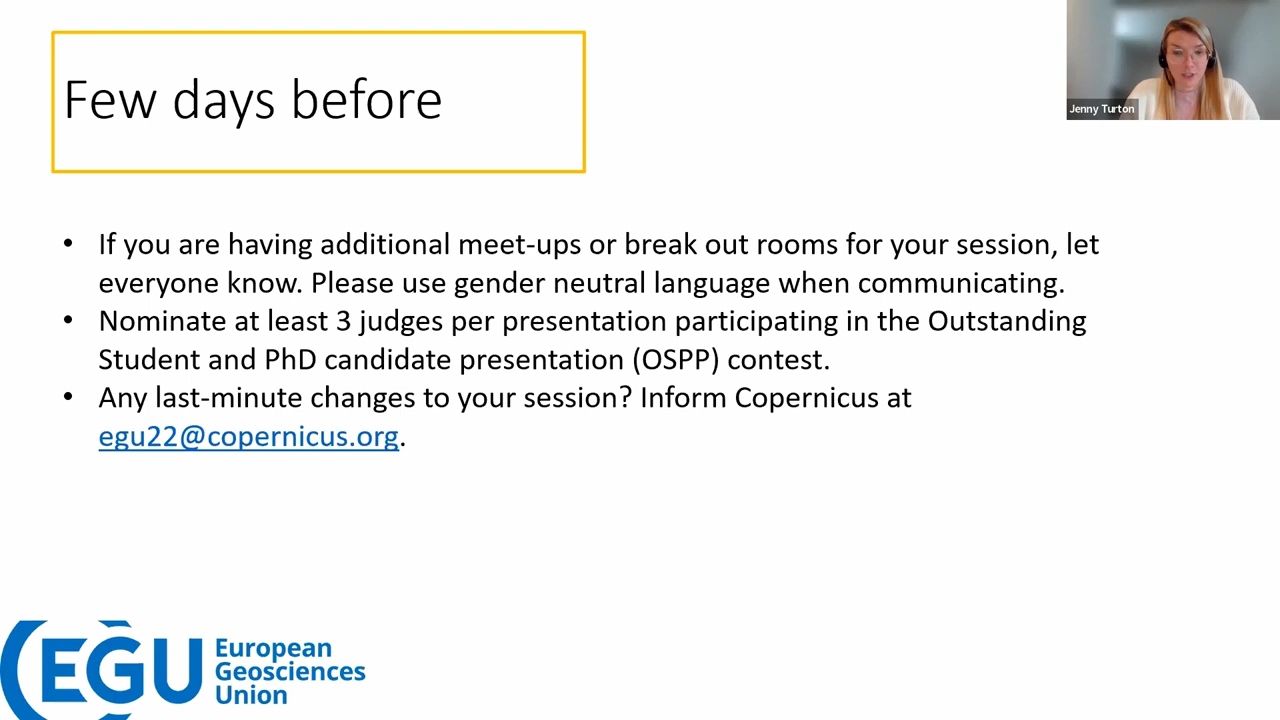 Few days before
Jenny Turton
• If you are having additional meet-ups or break out rooms for your session, let
everyone know. Please use gender neutral language when communicating.
• Nominate at least 3 judges per presentation participating in the Outstanding
Student and PhD candidate presentation (OSPP) contest.
• Any last-minute changes to your session? Inform Copernicus at
egu22@copernicus.org.
EGU
European
Geosciences
Union